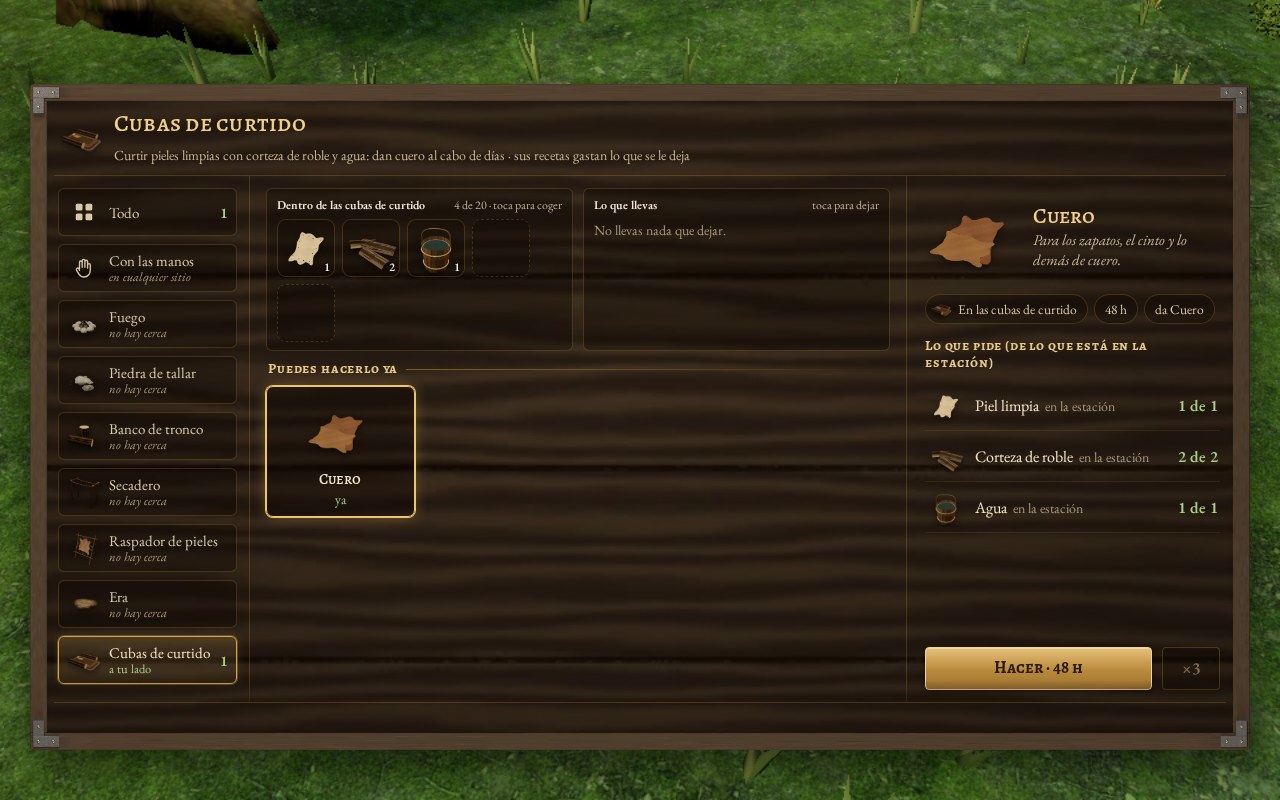 Cubas de curtido
Curtir pieles limpias con corteza de roble y agua: dan cuero al cabo de días · sus recetas gastan lo que se le deja
Todo 1
Con las manos
en cualquier sitio
Fuego
no hay cerca
Piedra de tallar
no hay cerca
Banco de tronco
no hay cerca
Secadero
no hay cerca
Raspador de pieles
no hay cerca
Era
no hay cerca
Cubas de curtido 1
a tu lado
Dentro de las cubas de curtido 4 de 20 · toca para coger
1 2 1
Lo que llevas toca para dejar
No llevas nada que dejar.
Puedes hacerlo ya
Cuero
ya
Cuero
Para los zapatos, el cinto y lo
demás de cuero.
En las cubas de curtido 48 h da Cuero
Lo que pide (de lo que está en la
estación)
Piel limpia en la estación 1 de 1
Corteza de roble en la estación 2 de 2
Agua en la estación 1 de 1
Hacer · 48 h ×3